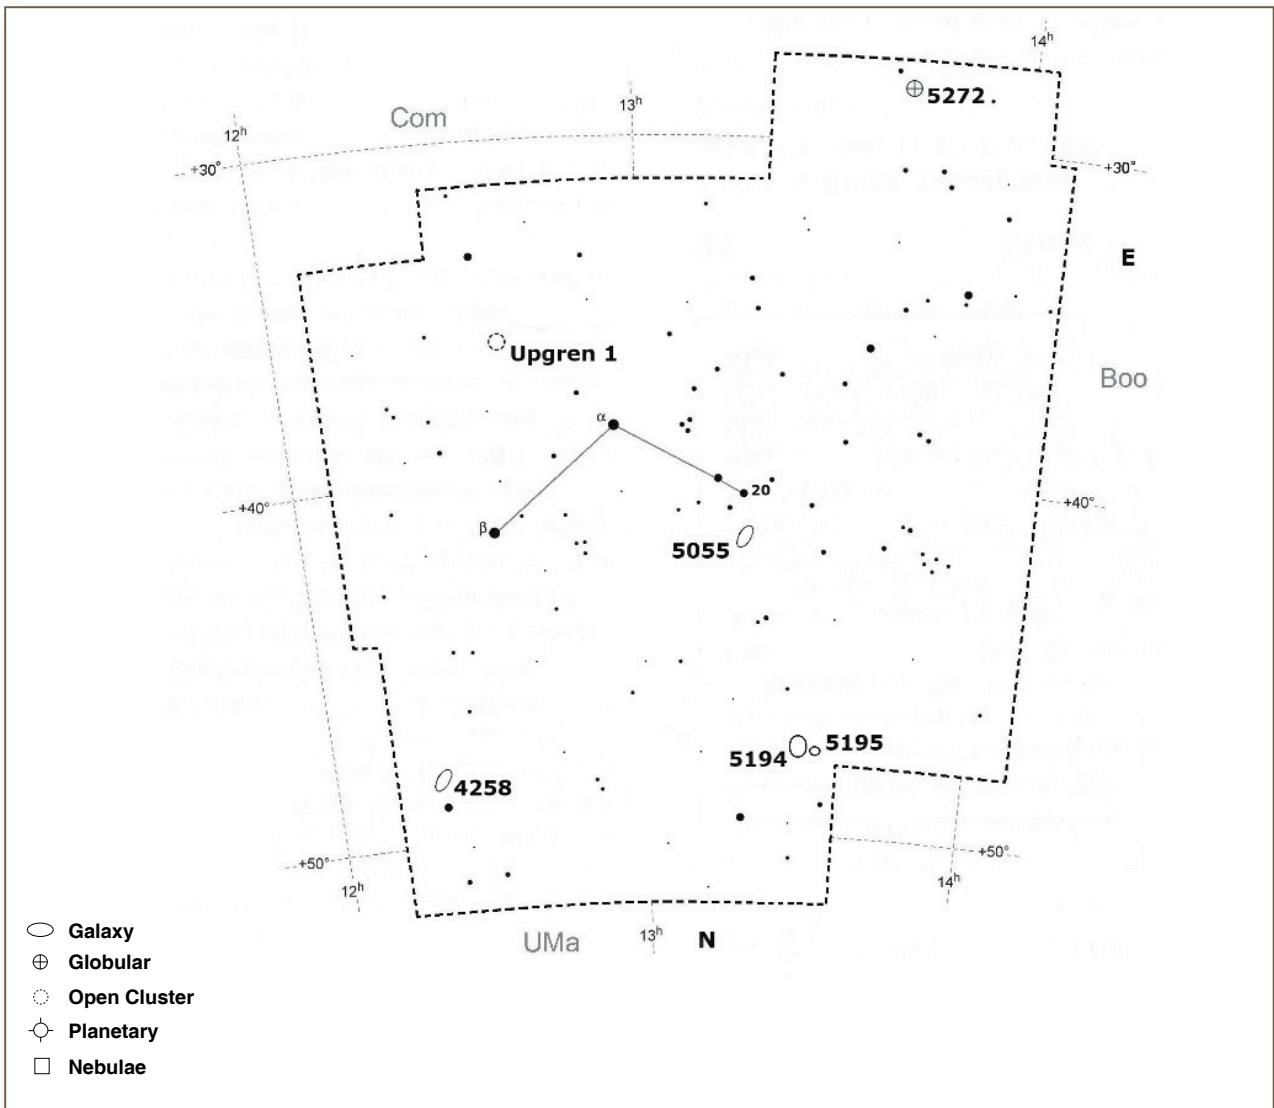 14h
5272
13h
Com
12h
+30°
+30°
E
Upgren 1
Boo
α
20
+40°
+40°
β
5055
5195
5194
4258
+50°
+50°
12h
14h
13h
UMa
N
Galaxy
Globular
Open Cluster
Planetary
Nebulae